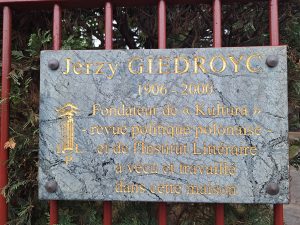 Jerzy GIEDROYC
1906 - 2000
Fondateur de « Kultura »
revue politique polonaise
et de l'Institut Littéraire
a vécu et travaillé
dans cette maison